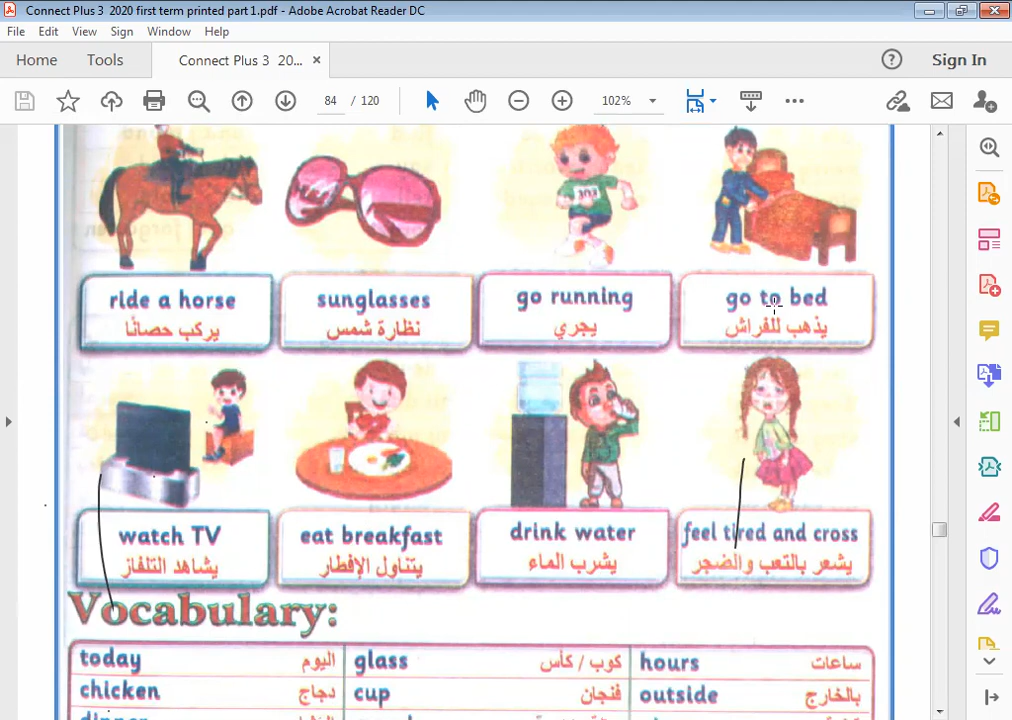 Connect Plus 3 2020 first term printed part 1.pdf - Adobe Acrobat Reader DC
File Edit View Sign Window Help
Home Tools Connect Plus 3 20... × Sign In
84 / 120 102%
303
ride a horse
يركب حصانًا
sunglasses
نظارة شمس
go running
يجري
go to bed
يذهب للفراش
watch TV
يشاهد التلفاز
eat breakfast
يتناول الإفطار
drink water
يشرب الماء
feel tired and cross
يشعر بالتعب والضجر
Vocabulary:
today اليوم glass كوب / كأس hours ساعات
chicken دجاج cup فنجان outside بالخارج